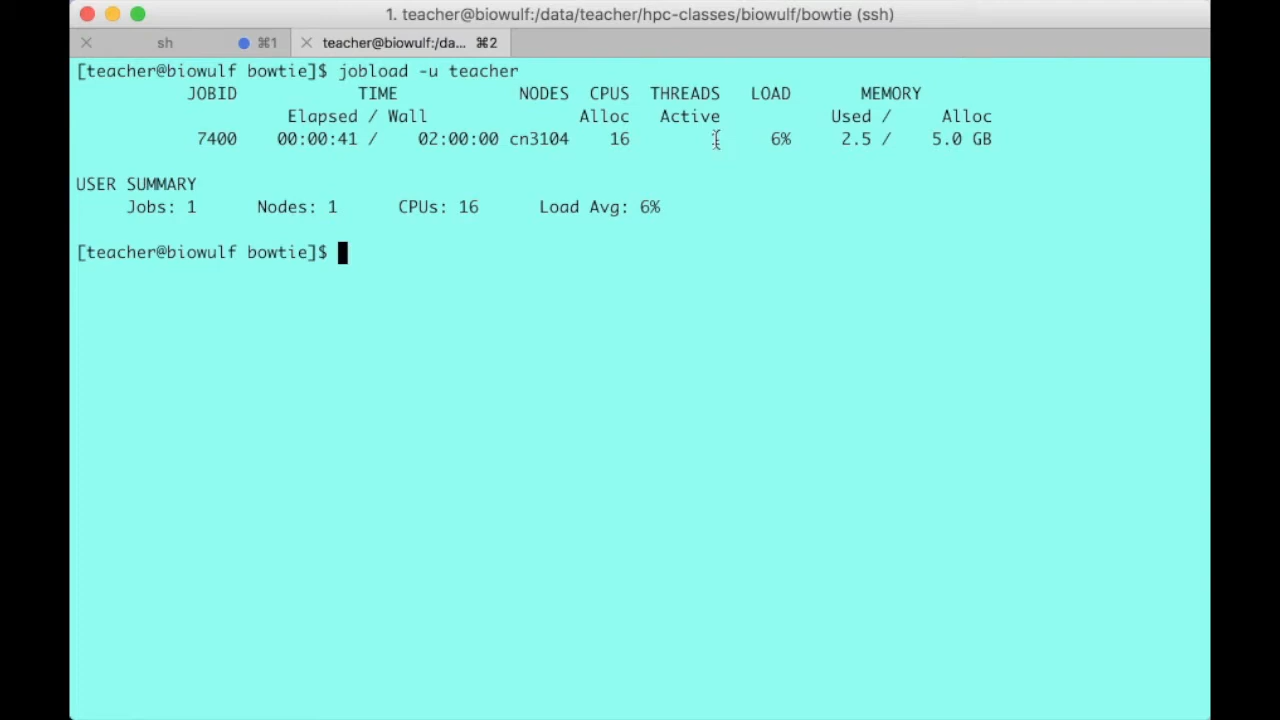 1. teacher@biowulf:/data/teacher/hpc-classes/biowulf/bowtie (ssh)
sh ⌘1 teacher@biowulf:/da... ⌘2
[teacher@biowulf bowtie]$ jobload -u teacher
JOBID TIME NODES CPUS THREADS LOAD MEMORY
Elapsed / Wall Alloc Active Used / Alloc
7400 00:00:41 / 02:00:00 cn3104 16 6% 2.5 / 5.0 GB
USER SUMMARY
Jobs: 1 Nodes: 1 CPUs: 16 Load Avg: 6%
[teacher@biowulf bowtie]$